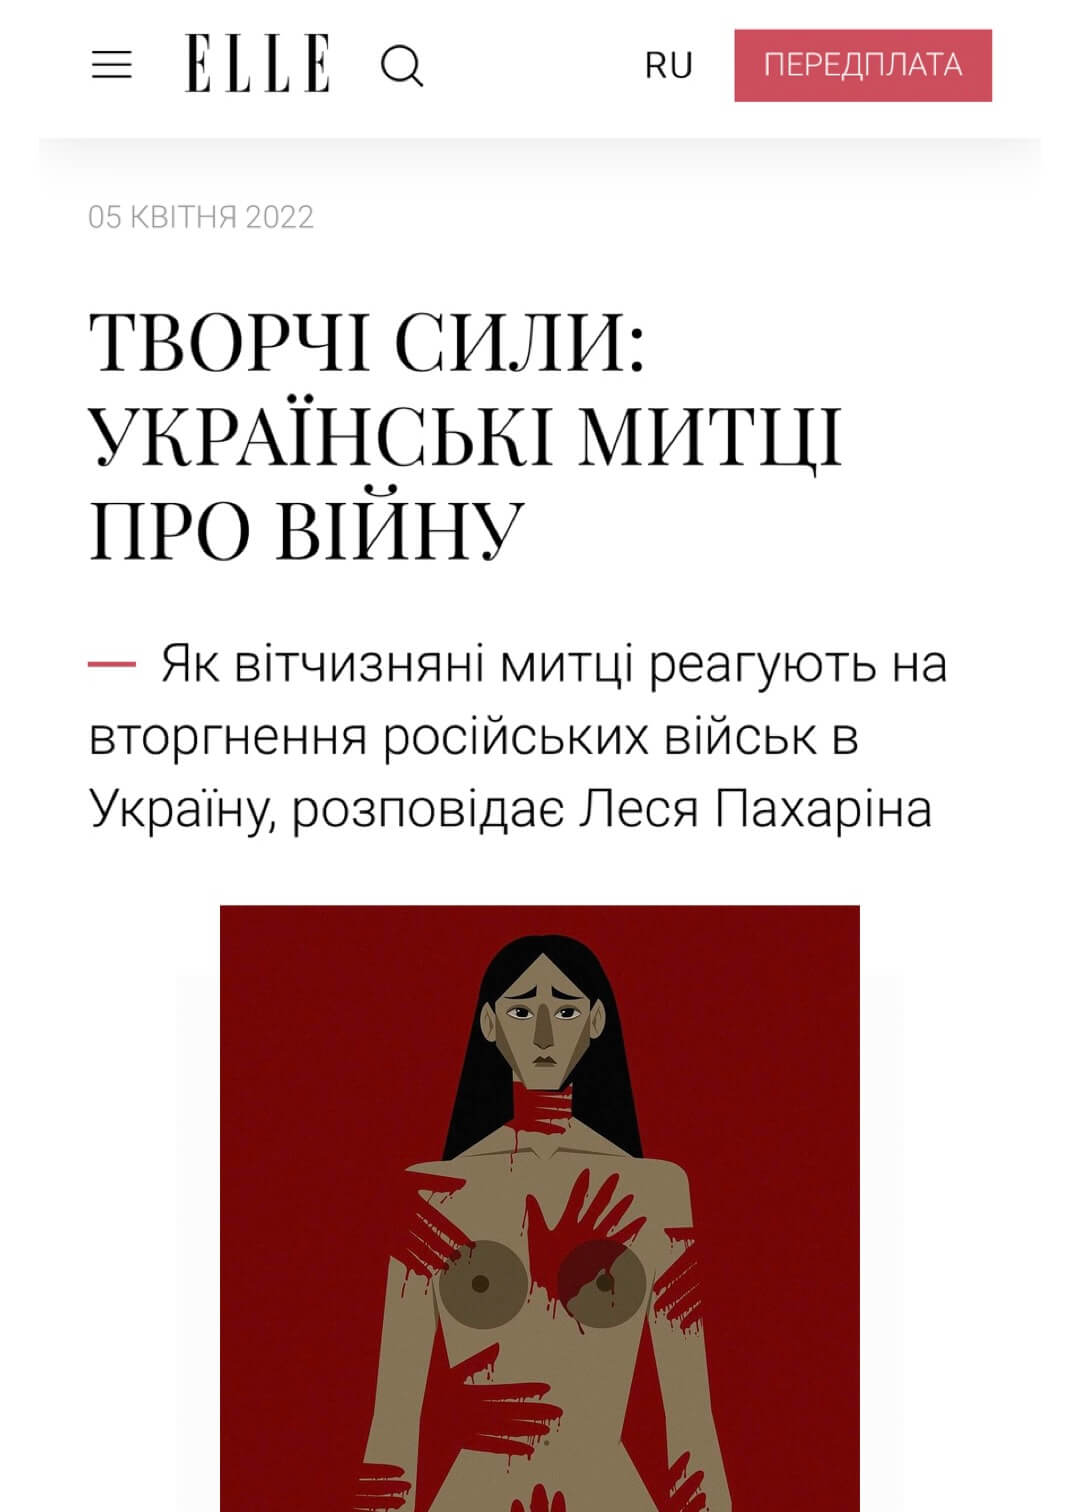 ELLE
RU
ПЕРЕДПЛАТА
05 КВІТНЯ 2022
ТВОРЧІ СИЛИ:
УКРАЇНСЬКІ МИТЦІ
ПРО ВІЙНУ
— Як вітчизняні митці реагують на
вторгнення російських військ в
Україну, розповідає Леся Пахаріна